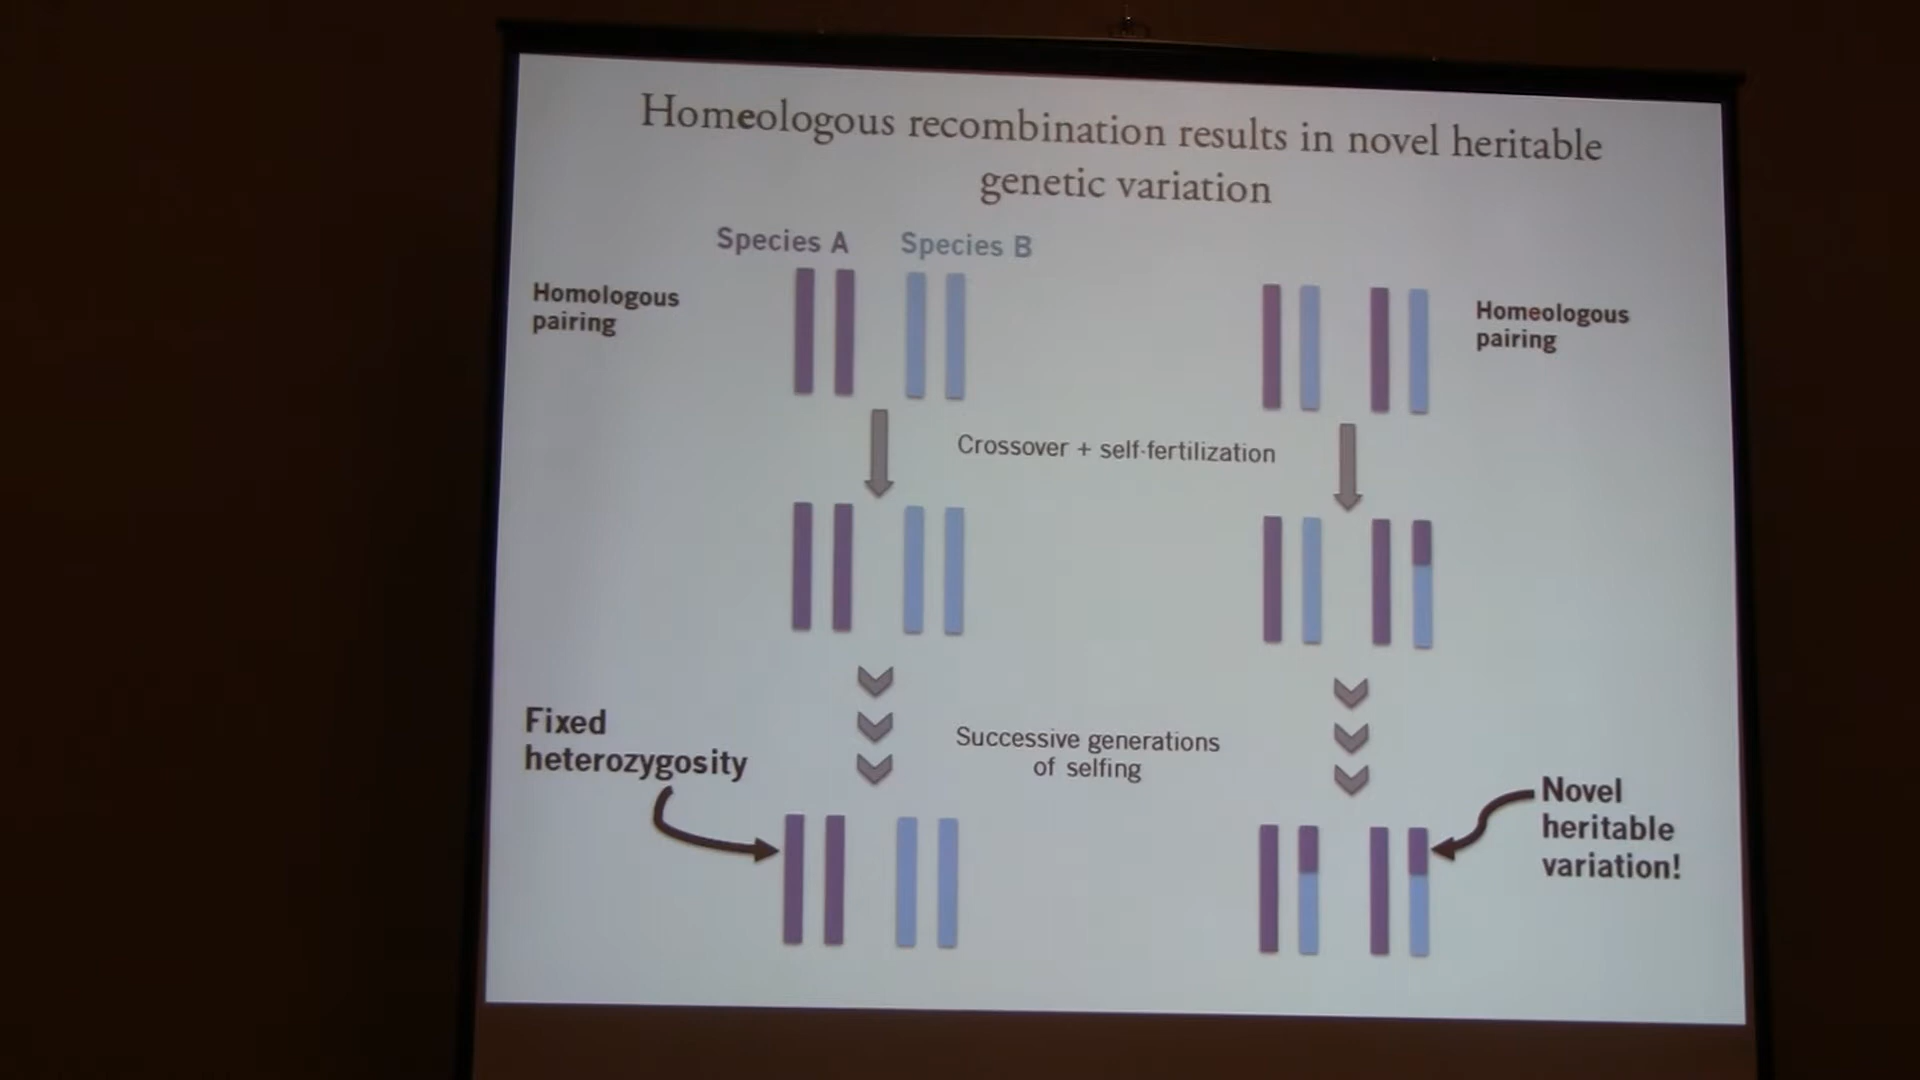 Homeologous recombination results in novel heritable
genetic variation
Species A
Species B
Homologous
pairing
Homeologous
pairing
Crossover + self-fertilization
Fixed
heterozygosity
Successive generations
of selfing
Novel
heritable
variation!